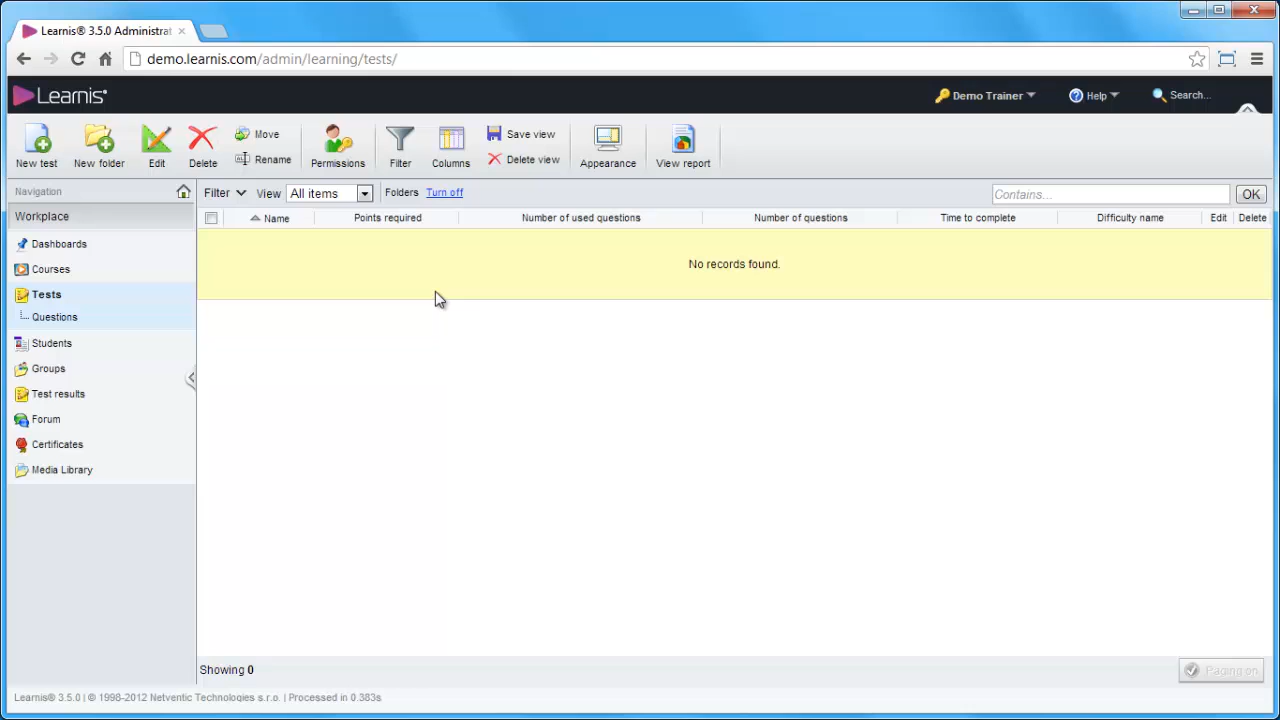 Learnis® 3.5.0 Administrat
demo.learnis.com/admin/learning/tests/
Learnis
Demo Trainer Help Search...
New test New folder Edit Delete Move Rename Permissions Filter Columns Save view Delete view Appearance View report
Navigation Filter View All items Folders Turn off Contains... OK
Workplace Name Points required Number of used questions Number of questions Time to complete Difficulty name Edit Delete
Dashboards
No records found.
Courses
Tests
Questions
Students
Groups
Test results
Forum
Certificates
Media Library
Showing 0 Paging on
Learnis® 3.5.0 | © 1998-2012 Netventic Technologies s.r.o. | Processed in 0.383s